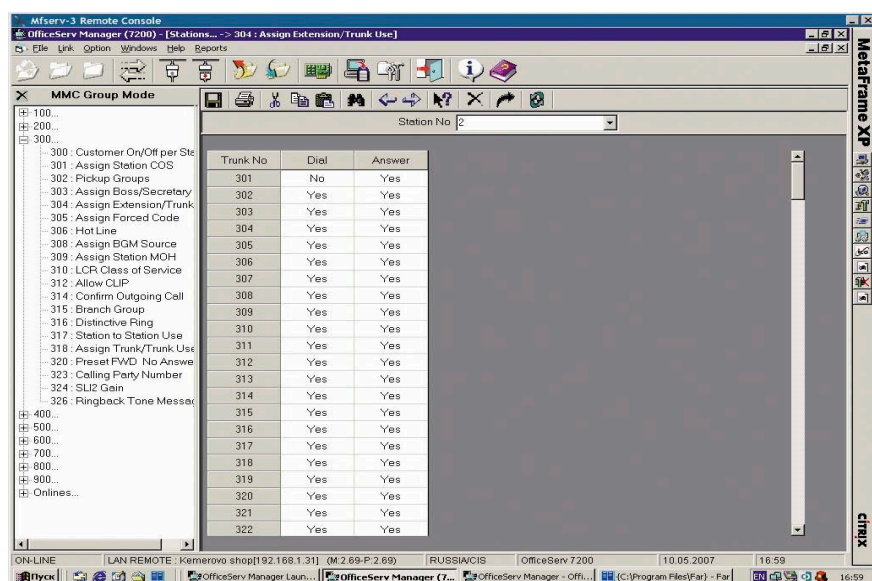 Mfserv-3 Remote Console
OfficeServ Manager (7200) - [Stations... -> 304 : Assign Extension/Trunk Use]
File Link Option Windows Help Reports
MMC Group Mode
Station No 2
100...
200...
300...
300 : Customer On/Off per Sta
301 : Assign Station COS
302 : Pickup Groups
303 : Assign Boss/Secretary
304 : Assign Extension/Trunk
305 : Assign Forced Code
306 : Hot Line
308 : Assign BGM Source
309 : Assign Station MOH
310 : LCR Class of Service
312 : Allow CLIP
314 : Confirm Outgoing Call
315 : Branch Group
316 : Distinctive Ring
317 : Station to Station Use
318 : Assign Trunk/Trunk Use
320 : Preset FWD No Answe
323 : Calling Party Number
324 : SLI2 Gain
326 : Ringback Tone Messag
400...
500...
600...
700...
800...
900...
Onlines...
Trunk No Dial Answer
301 No Yes
302 Yes Yes
303 Yes Yes
304 Yes Yes
305 Yes Yes
306 Yes Yes
307 Yes Yes
308 Yes Yes
309 Yes Yes
310 Yes Yes
311 Yes Yes
312 Yes Yes
313 Yes Yes
314 Yes Yes
315 Yes Yes
316 Yes Yes
317 Yes Yes
318 Yes Yes
319 Yes Yes
320 Yes Yes
321 Yes Yes
322 Yes Yes
MetaFrame XP
CITRIX
ON-LINE LAN REMOTE : Kemerovo shop[192.168.1.31] (M:2.69-P:2.69) RUSSIA/CIS OfficeServ 7200 10.05.2007 16:59
Пуск OfficeServ Manager Laun... OfficeServ Manager (7... OfficeServ Manager - Offi... {C:\Program Files\Far} - Far EN 16:59